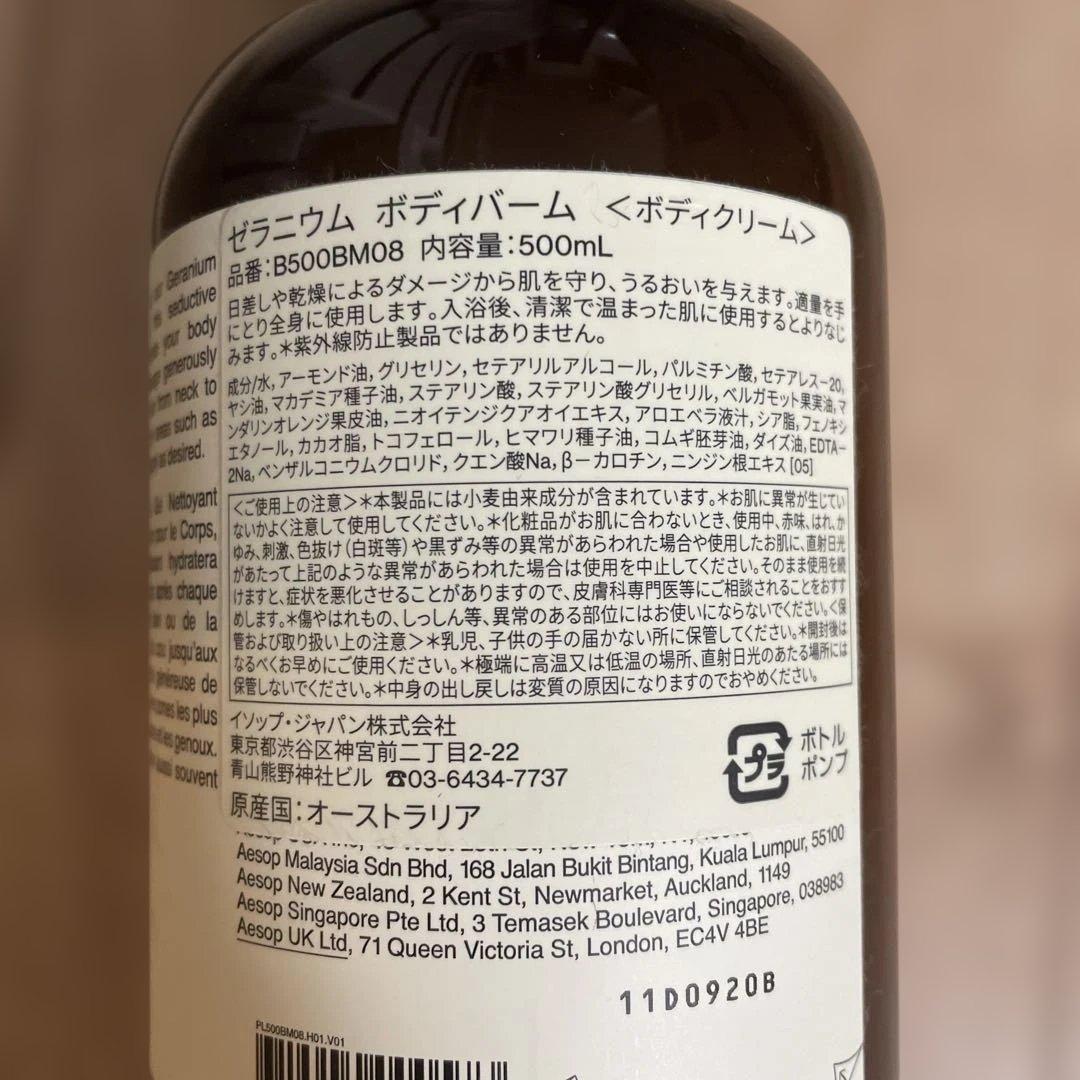 ゼラニウム ボディバーム ＜ボディクリーム＞
品番：B500BM08 内容量：500mL
日差しや乾燥によるダメージから肌を守り、うるおいを与えます。適量を手
にとり全身に使用します。入浴後、清潔で温まった肌に使用するとよりなじ
みます。＊紫外線防止製品ではありません。
成分/水, アーモンド油, グリセリン, セテアリルアルコール, パルミチン酸, セテアレス－20,
ヤシ油, マカデミア種子油, ステアリン酸, ステアリン酸グリセリル, ベルガモット果実油, マ
ンダリンオレンジ果皮油, ニオイテンジクアオイエキス, アロエベラ液汁, シア脂, フェノキシ
エタノール, カカオ脂, トコフェロール, ヒマワリ種子油, コムギ胚芽油, ダイズ油, EDTA－
2Na, ベンザルコニウムクロリド, クエン酸Na, β－カロチン, ニンジン根エキス [05]
＜ご使用上の注意＞＊本製品には小麦由来成分が含まれています。＊お肌に異常が生じてい
ないかよく注意して使用してください。＊化粧品がお肌に合わないとき、使用中、赤味、はれ、か
ゆみ、刺激、色抜け（白斑等）や黒ずみ等の異常があらわれた場合や使用したお肌に、直射日光
があたって上記のような異常があらわれた場合は使用を中止してください。そのまま使用を続
けますと、症状を悪化させることがありますので、皮膚科専門医等にご相談されることをおすす
めします。＊傷やはれもの、しっしん等、異常のある部位にはお使いにならないでください。＜保
管および取り扱い上の注意＞＊乳児、子供の手の届かない所に保管してください。＊開封後は
なるべくお早めにご使用ください。＊極端に高温又は低温の場所、直射日光のあたる場所には
保管しないでください。＊中身の出し戻しは変質の原因になりますのでおやめください。
イソップ・ジャパン株式会社
東京都渋谷区神宮前二丁目2-22
青山熊野神社ビル ☎03-6434-7737
原産国：オーストラリア
プラ
ボトル
ポンプ
Aesop Malaysia Sdn Bhd, 168 Jalan Bukit Bintang, Kuala Lumpur, 55100
Aesop New Zealand, 2 Kent St, Newmarket, Auckland, 1149
Aesop Singapore Pte Ltd, 3 Temasek Boulevard, Singapore, 038983
Aesop UK Ltd, 71 Queen Victoria St, London, EC4V 4BE
11D0920B
PL500BM08.H01.V01
Geranium
seductive
your body
generously
from neck to
such as
as desired.
Nettoyant
pour le Corps,
hydratera
après chaque
ou de la
jusqu'aux
généreuse de
les plus
et les genoux.
aussi souvent